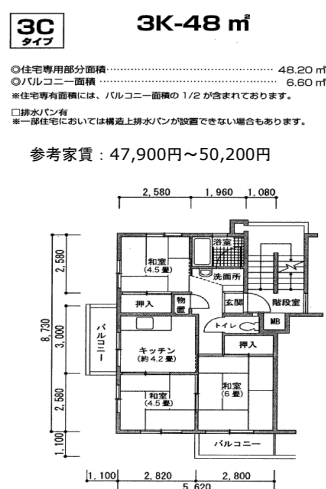 3C
タイプ
3K-48 ㎡
◎住宅専用部分面積 48.20 ㎡
◎バルコニー面積 6.60 ㎡
※住宅専有面積には、バルコニー面積の 1/2 が含まれております。
□排水パン有
※一部住宅においては構造上排水パンが設置できない場合もあります。
参考家賃：47,900円～50,200円
2,580
1,960
1,080
浴室
和室
(4.5 畳)
洗面所
2,580
押入
物置
玄関
階段室
トイレ
MB
バルコニー
8,730
3,000
キッチン
(約4.2 畳)
押入
和室
(4.5 畳)
和室
(6 畳)
2,580
バルコニー
1,100
1,100
2,820
2,800
5,620